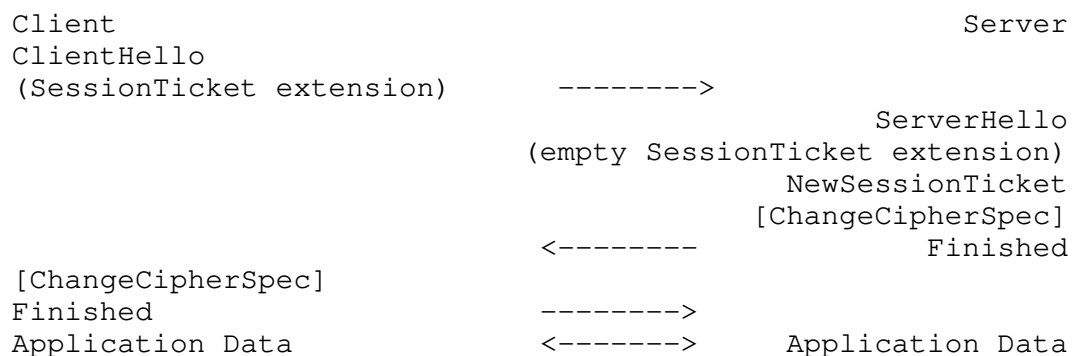 Client                                               Server
ClientHello
(SessionTicket extension)      -------->
                                                ServerHello
                            (empty SessionTicket extension)
                                           NewSessionTicket
                                         [ChangeCipherSpec]
                             <--------             Finished
[ChangeCipherSpec]
Finished                     -------->
Application Data             <------->     Application Data